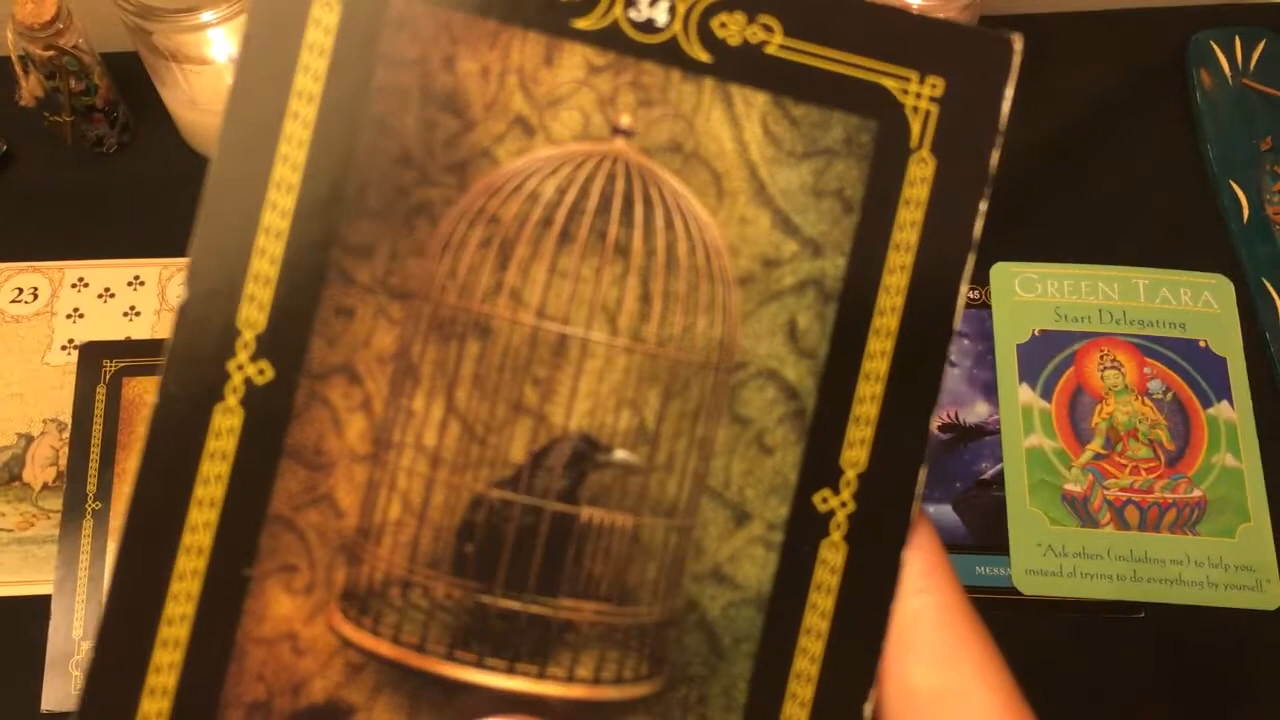 34
23
45
GREEN TARA
Start Delegating
"Ask others (including me) to help you,
instead of trying to do everything by yourself."
MESSA